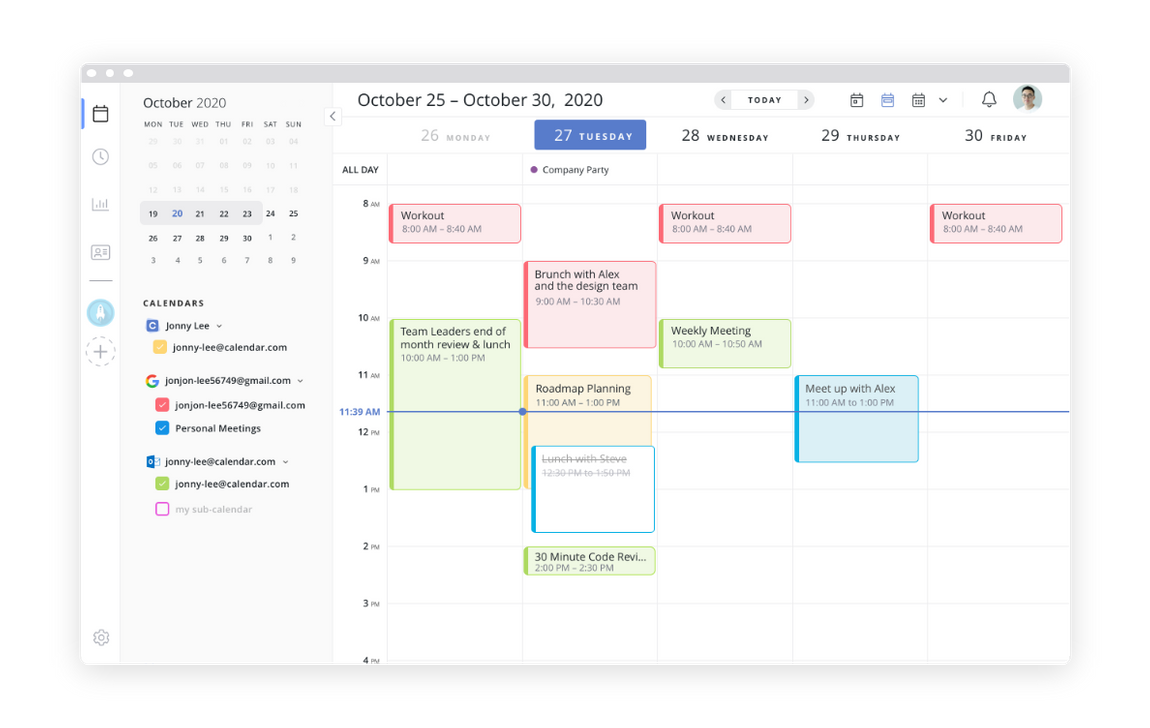 October 2020
MON TUE WED THU FRI SAT SUN
29 30 31 01 02 03 04
05 06 07 08 09 10 11
12 13 14 15 16 17 18
19 20 21 22 23 24 25
26 27 28 29 30 1 2
3 4 5 6 7 8 9
CALENDARS
Jonny Lee
jonny-lee@calendar.com
jonjon-lee56749@gmail.com
jonjon-lee56749@gmail.com
Personal Meetings
jonny-lee@calendar.com
jonny-lee@calendar.com
my sub-calendar
October 25 – October 30, 2020
TODAY
26 MONDAY
27 TUESDAY
28 WEDNESDAY
29 THURSDAY
30 FRIDAY
ALL DAY
Company Party
8 AM
9 AM
10 AM
11 AM
11:39 AM
12 PM
1 PM
2 PM
3 PM
4 PM
Team Leaders end of
month review & lunch
10:00 AM – 1:00 PM
Workout
8:00 AM – 8:40 AM
Brunch with Alex
and the design team
9:00 AM – 10:30 AM
Roadmap Planning
11:00 AM – 1:00 PM
Lunch with Steve
12:30 PM to 1:50 PM
30 Minute Code Revi...
2:00 PM – 2:30 PM
Workout
8:00 AM – 8:40 AM
Weekly Meeting
10:00 AM – 10:50 AM
Meet up with Alex
11:00 AM to 1:00 PM
Workout
8:00 AM – 8:40 AM